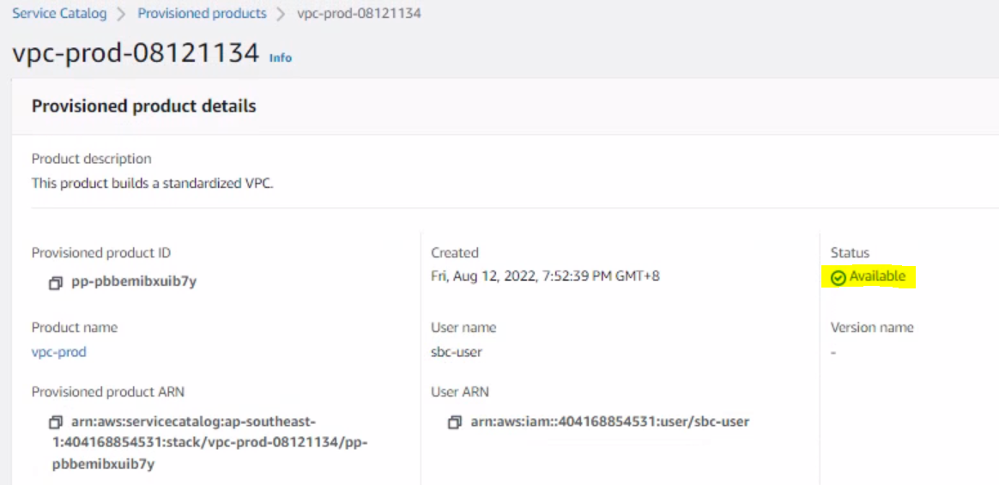 Service Catalog > Provisioned products > vpc-prod-08121134
vpc-prod-08121134 Info
Provisioned product details
Product description
This product builds a standardized VPC.
Provisioned product ID
pp-pbbemibxuib7y
Created
Fri, Aug 12, 2022, 7:52:39 PM GMT+8
Status
Available
Product name
vpc-prod
User name
sbc-user
Version name
-
Provisioned product ARN
arn:aws:servicecatalog:ap-southeast-
1:404168854531:stack/vpc-prod-08121134/pp-
pbbemibxuib7y
User ARN
arn:aws:iam::404168854531:user/sbc-user